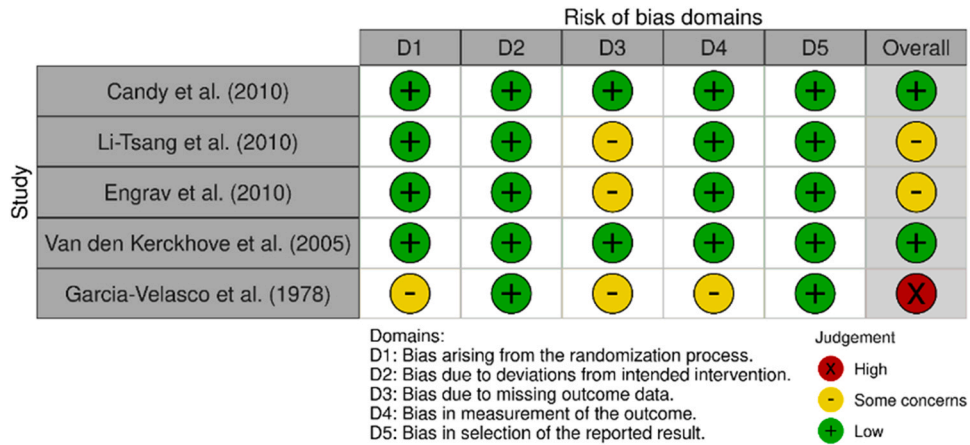 Risk of bias domains
D1 D2 D3 D4 D5 Overall
Study
Candy et al. (2010) + + + + + +
Li-Tsang et al. (2010) + + - + + -
Engrav et al. (2010) + + - + + -
Van den Kerckhove et al. (2005) + + + + + +
Garcia-Velasco et al. (1978) - + - - + X
Domains:
D1: Bias arising from the randomization process.
D2: Bias due to deviations from intended intervention.
D3: Bias due to missing outcome data.
D4: Bias in measurement of the outcome.
D5: Bias in selection of the reported result.
Judgement
X High
- Some concerns
+ Low